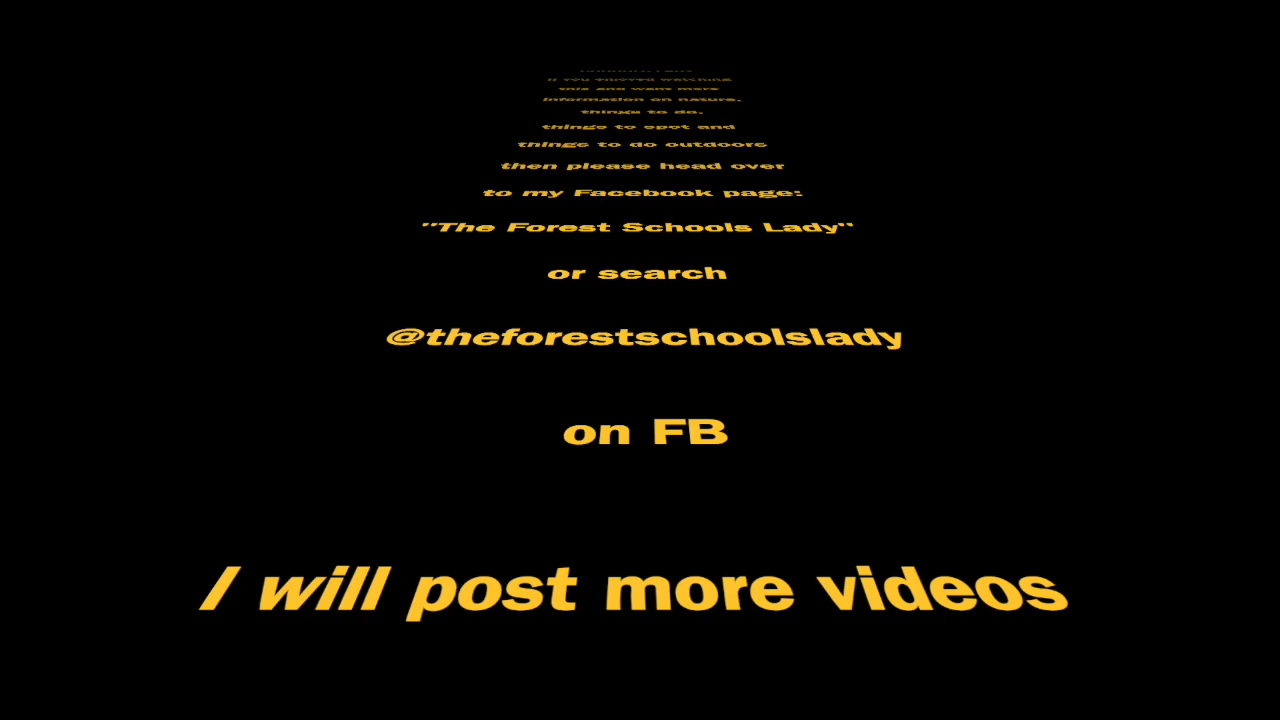 If you enjoyed watching
this and want more
information on nature,
things to do,
things to spot and
things to do outdoors
then please head over
to my Facebook page:
"The Forest Schools Lady"
or search
@theforestschoolslady
on FB
I will post more videos